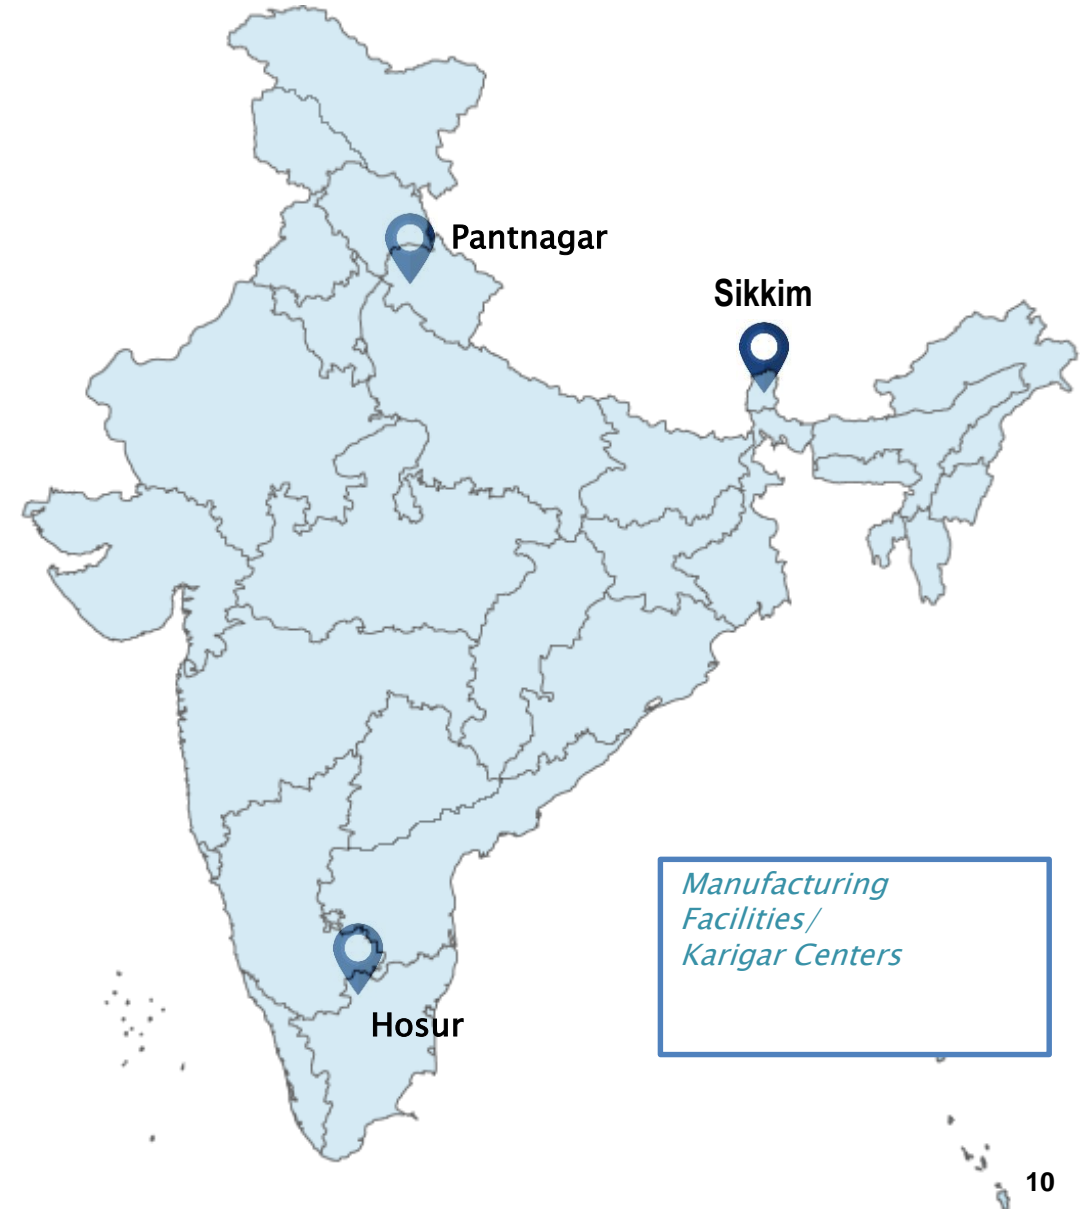 Pantnagar
Sikkim
Manufacturing
Facilities/
Karigar Centers
Hosur
10